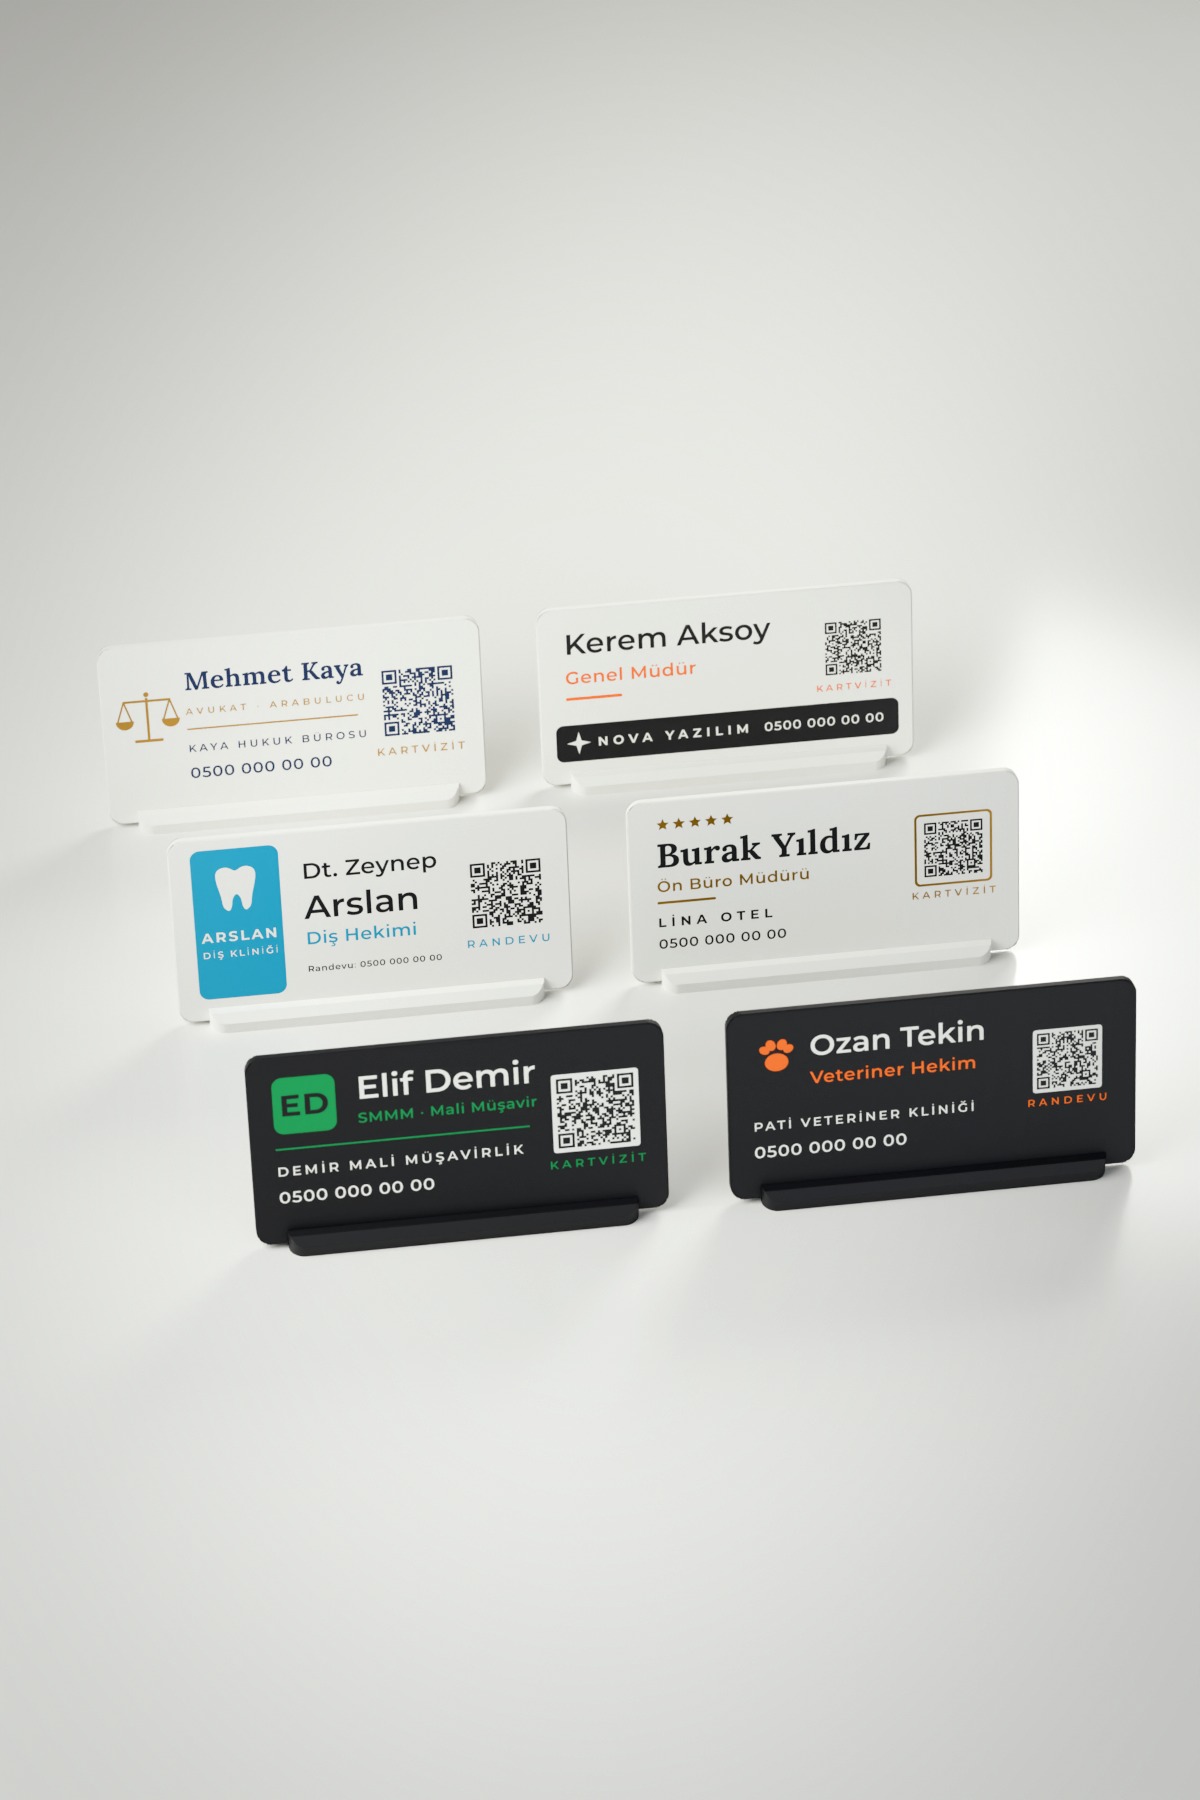 Mehmet Kaya
AVUKAT · ARABULUCU
KAYA HUKUK BÜROSU
0500 000 00 00
KARTVİZİT
Kerem Aksoy
Genel Müdür
KARTVİZİT
NOVA YAZILIM 0500 000 00 00
ARSLAN
DİŞ KLİNİĞİ
Dt. Zeynep
Arslan
Diş Hekimi
Randevu: 0500 000 00 00
RANDEVU
Burak Yıldız
Ön Büro Müdürü
LİNA OTEL
0500 000 00 00
KARTVİZİT
ED
Elif Demir
SMMM · Mali Müşavir
DEMİR MALİ MÜŞAVİRLİK
0500 000 00 00
KARTVİZİT
Ozan Tekin
Veteriner Hekim
PATİ VETERİNER KLİNİĞİ
0500 000 00 00
RANDEVU